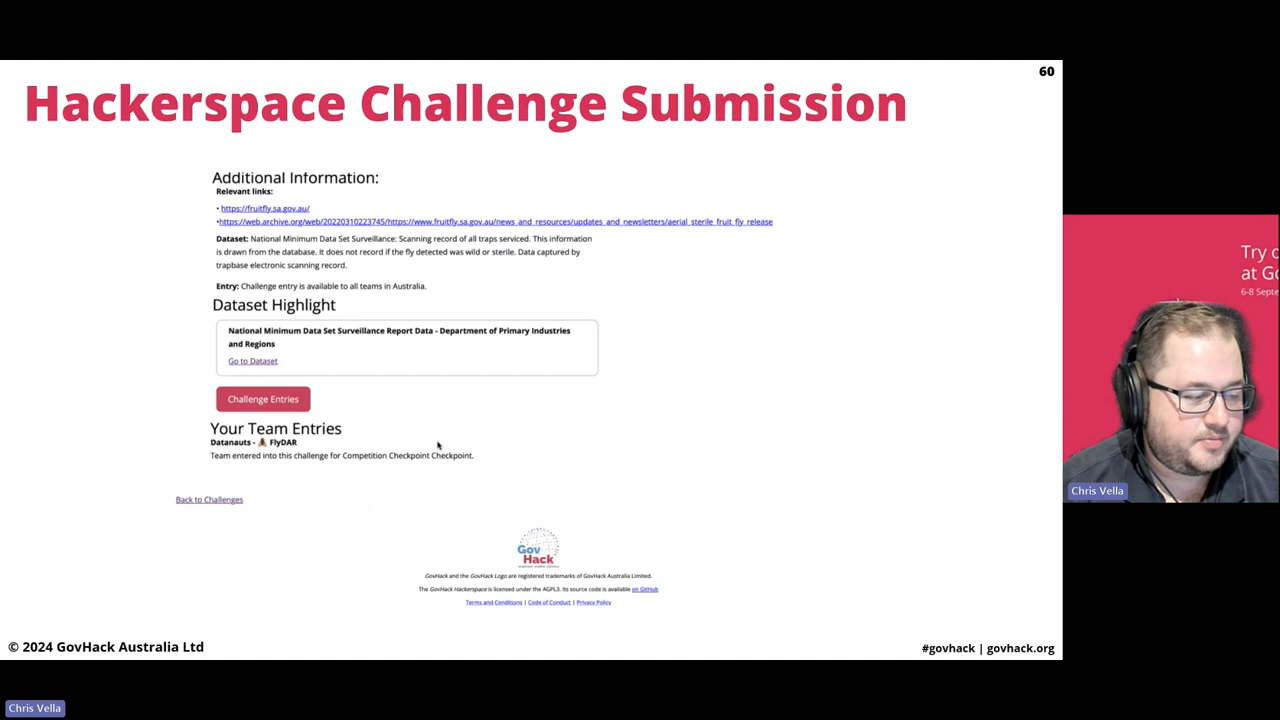 60
Hackerspace Challenge Submission
Additional Information:
Relevant links:
• https://fruitfly.sa.gov.au/
•https://web.archive.org/web/20220310223745/https://www.fruitfly.sa.gov.au/news_and_resources/updates_and_newsletters/aerial_sterile_fruit_fly_release
Dataset: National Minimum Data Set Surveillance: Scanning record of all traps serviced. This information
is drawn from the database. It does not record if the fly detected was wild or sterile. Data captured by
trapbase electronic scanning record.
Entry: Challenge entry is available to all teams in Australia.
Dataset Highlight
National Minimum Data Set Surveillance Report Data - Department of Primary Industries
and Regions
Go to Dataset
Challenge Entries
Your Team Entries
Datanauts - FlyDAR
Team entered into this challenge for Competition Checkpoint Checkpoint.
Back to Challenges
Gov
Hack
GovHack and the GovHack Logo are registered trademarks of GovHack Australia Limited.
The GovHack Hackerspace is licensed under the AGPL3. Its source code is available on GitHub
Terms and Conditions | Code of Conduct | Privacy Policy
© 2024 GovHack Australia Ltd
#govhack | govhack.org
Try
at
6-8
Chris Vella
Chris Vella